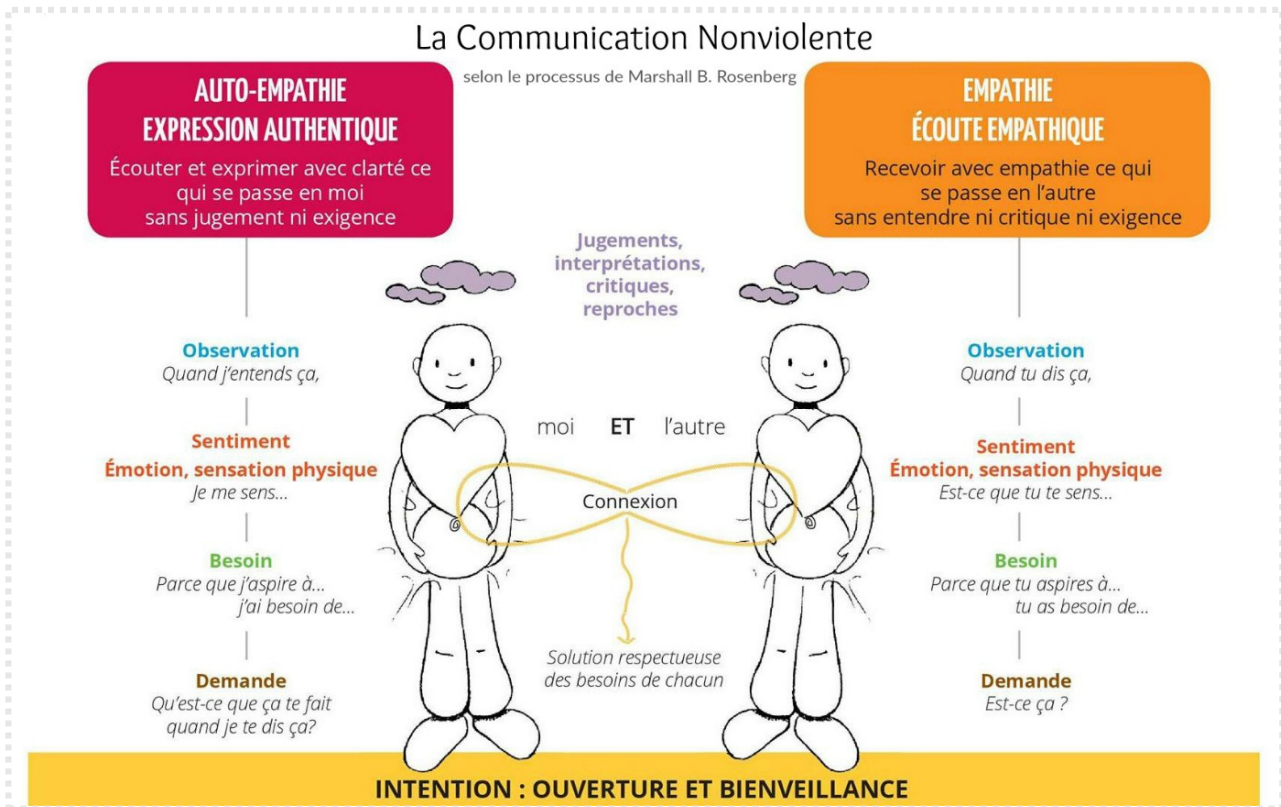 La Communication Nonviolente
selon le processus de Marshall B. Rosenberg
AUTO-EMPATHIE
EXPRESSION AUTHENTIQUE
Écouter et exprimer avec clarté ce
qui se passe en moi
sans jugement ni exigence
EMPATHIE
ÉCOUTE EMPATHIQUE
Recevoir avec empathie ce qui
se passe en l'autre
sans entendre ni critique ni exigence
Jugements,
interprétations,
critiques,
reproches
Observation
Quand j'entends ça,
Sentiment
Émotion, sensation physique
Je me sens...
Besoin
Parce que j'aspire à...
j'ai besoin de...
Demande
Qu'est-ce que ça te fait
quand je te dis ça?
moi ET l'autre
Connexion
Solution respectueuse
des besoins de chacun
Observation
Quand tu dis ça,
Sentiment
Émotion, sensation physique
Est-ce que tu te sens...
Besoin
Parce que tu aspires à...
tu as besoin de...
Demande
Est-ce ça ?
INTENTION : OUVERTURE ET BIENVEILLANCE